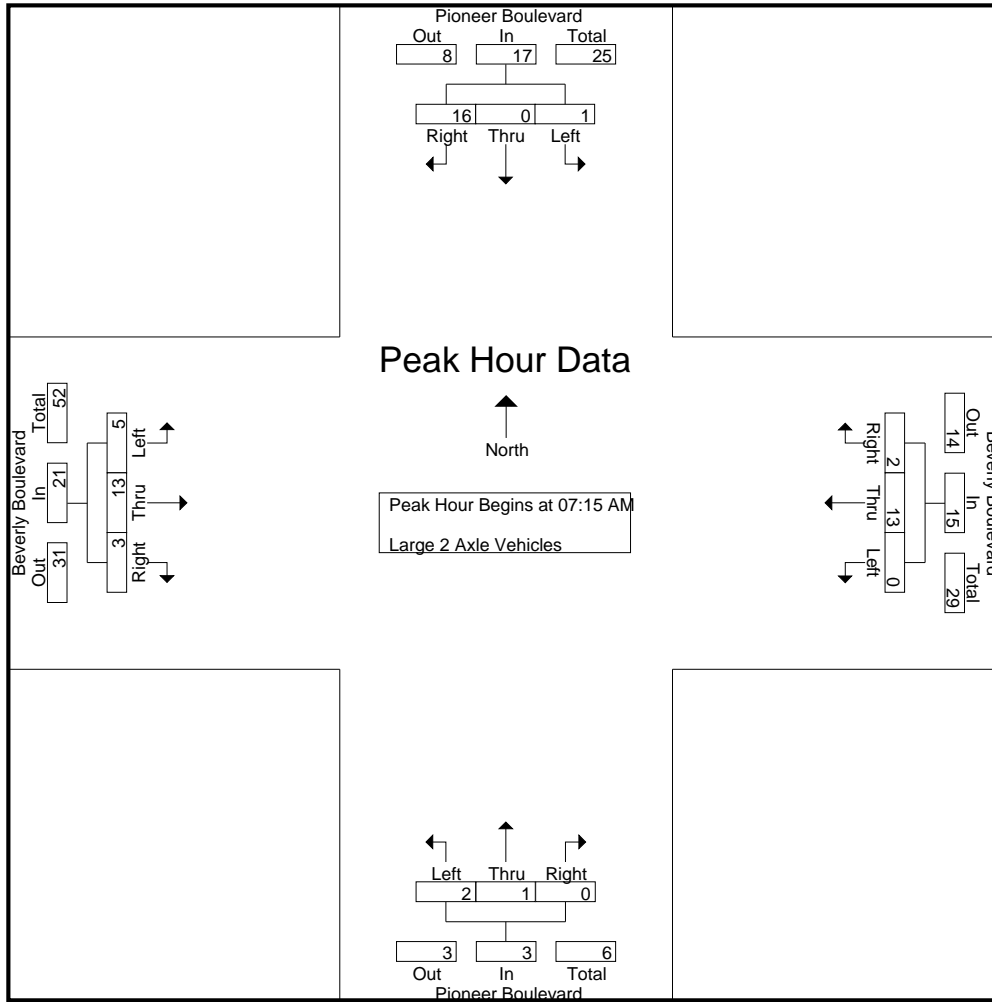 Pioneer Boulevard
Out In Total
8 17 25
16 0 1
Right Thru Left
Peak Hour Data
North
Peak Hour Begins at 07:15 AM
Large 2 Axle Vehicles
Beverly Boulevard
Out In Total
31 21 52
Left Thru Right
5 13 3
Beverly Boulevard
Out In Total
14 15 29
Right Thru Left
2 13 0
Left Thru Right
2 1 0
3 3 6
Out In Total
Pioneer Boulevard